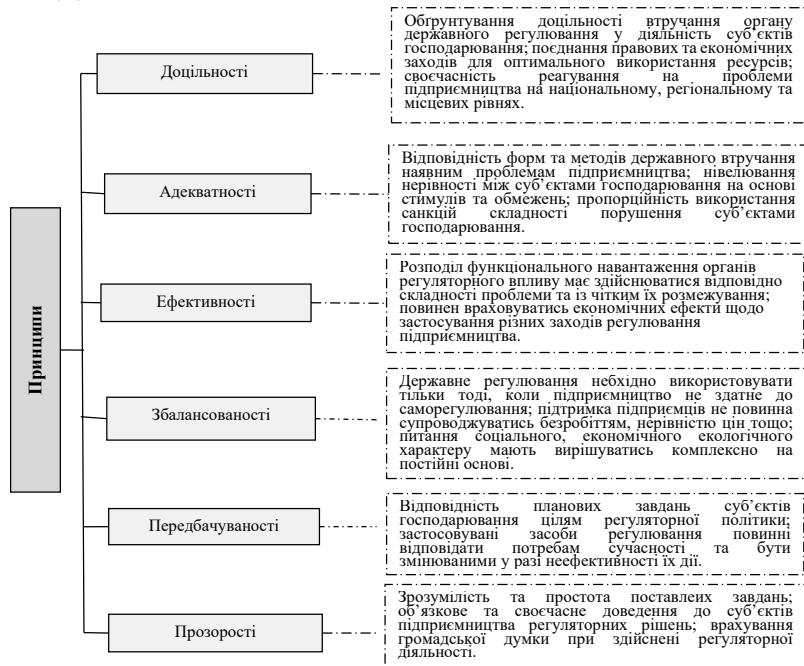 Принципи
Доцільності
Обґрунтування доцільності втручання органу
державного регулювання у діяльність суб’єктів
господарювання; поєднання правових та економічних
заходів для оптимального використання ресурсів;
своєчасність реагування на проблеми
підприємництва на національному, регіональному та
місцевих рівнях.
Адекватності
Відповідність форм та методів державного втручання
наявним проблемам підприємництва; нівелювання
нерівності між суб’єктами господарювання на основі
стимулів та обмежень; пропорційність використання
санкцій складності порушення суб’єктами
господарювання.
Ефективності
Розподіл функціонального навантаження органів
регуляторного впливу має здійснюватися відповідно
складності проблеми та із чітким їх розмежування;
повинен враховуватись економічних ефекти щодо
застосування різних заходів регулювання
підприємництва.
Збалансованості
Державне регулювання небхідно використовувати
тільки тоді, коли підприємництво не здатне до
саморегулювання; підтримка підприємців не повинна
супроводжуватись безробіттям, нерівністю цін тощо;
питання соціального, економічного екологічного
характеру мають вирішуватись комплексно на
постійні основі.
Передбачуваності
Відповідність планових завдань суб’єктів
господарювання цілям регуляторної політики;
застосовувані засоби регулювання повинні
відповідати потребам сучасності та бути
змінюваними у разі неефективності їх дії.
Прозорості
Зрозумілість та простота поставлеих завдань;
об’язкове та своєчасне доведення до суб’єктів
підприємництва регуляторних рішень; врахування
громадської думки при здійснені регуляторної
діяльності.